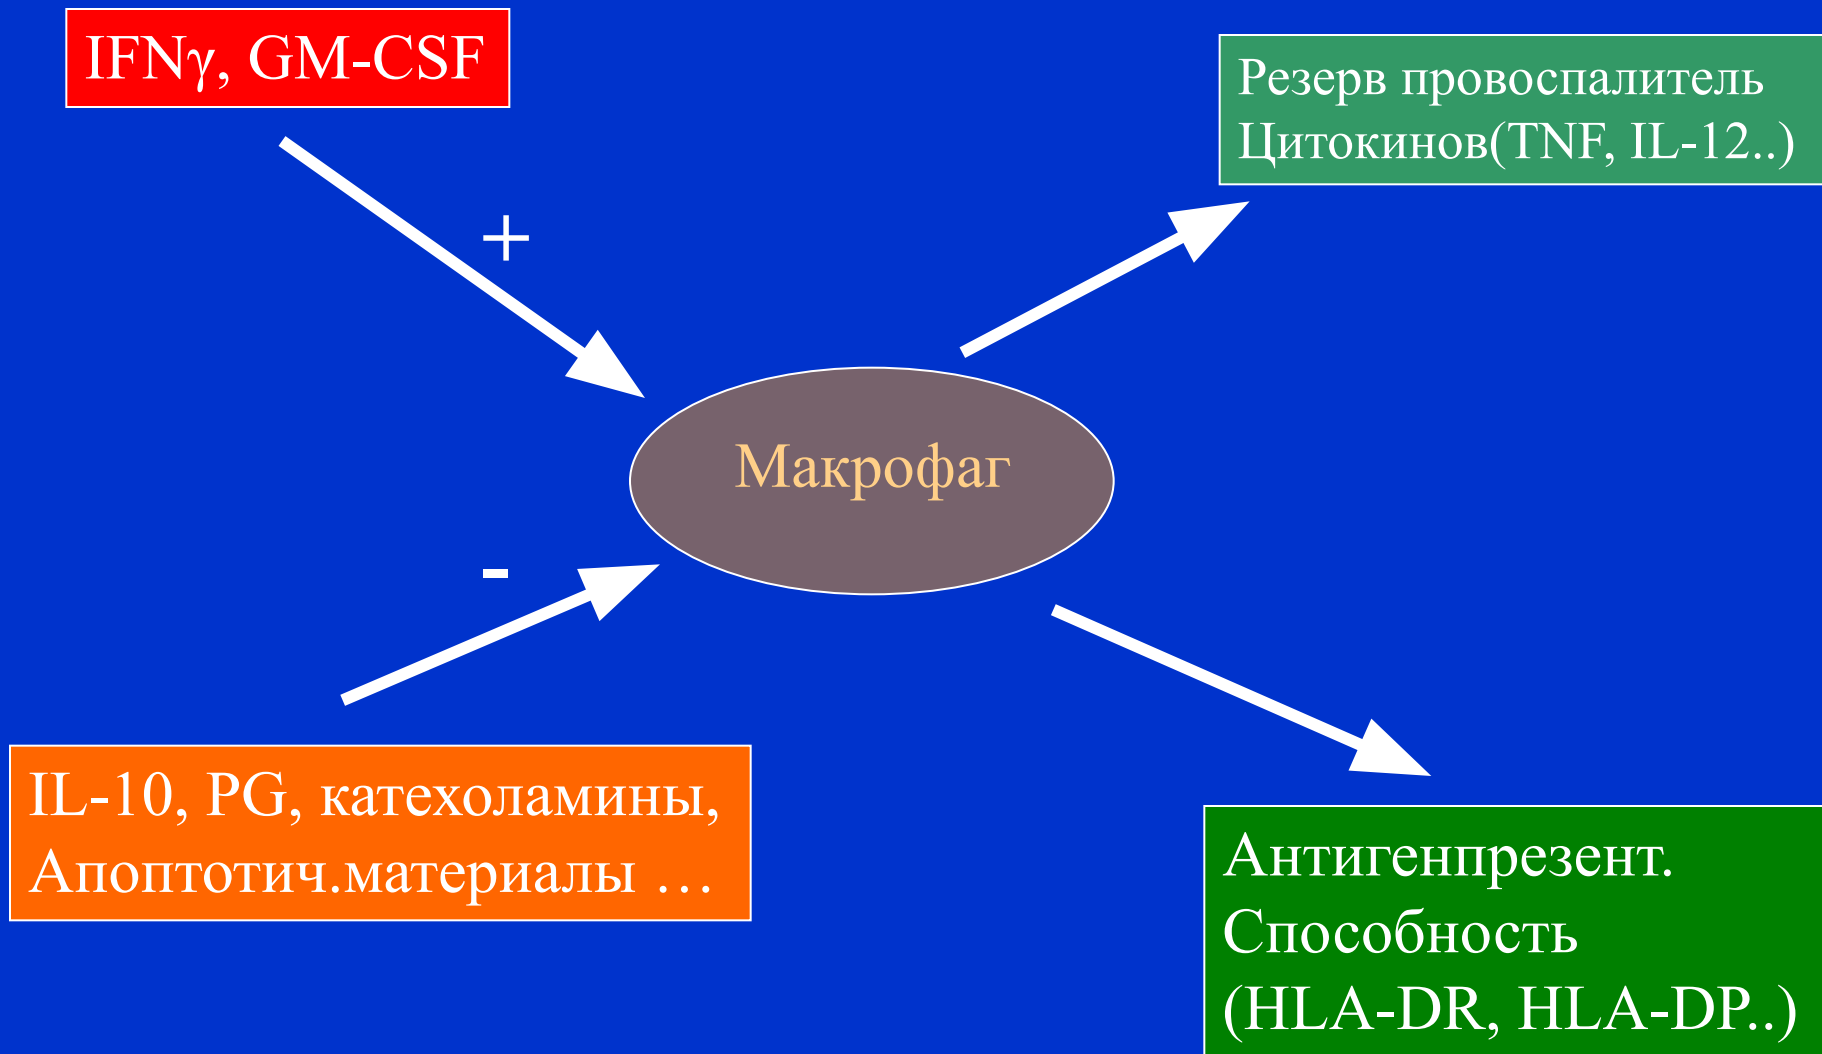 IFNγ, GM-CSF
Резерв провоспалитель
Цитокинов(TNF, IL-12..)
+
Макрофаг
-
IL-10, PG, катехоламины,
Апоптотич.материалы …
Антигенпрезент.
Способность
(HLA-DR, HLA-DP..)